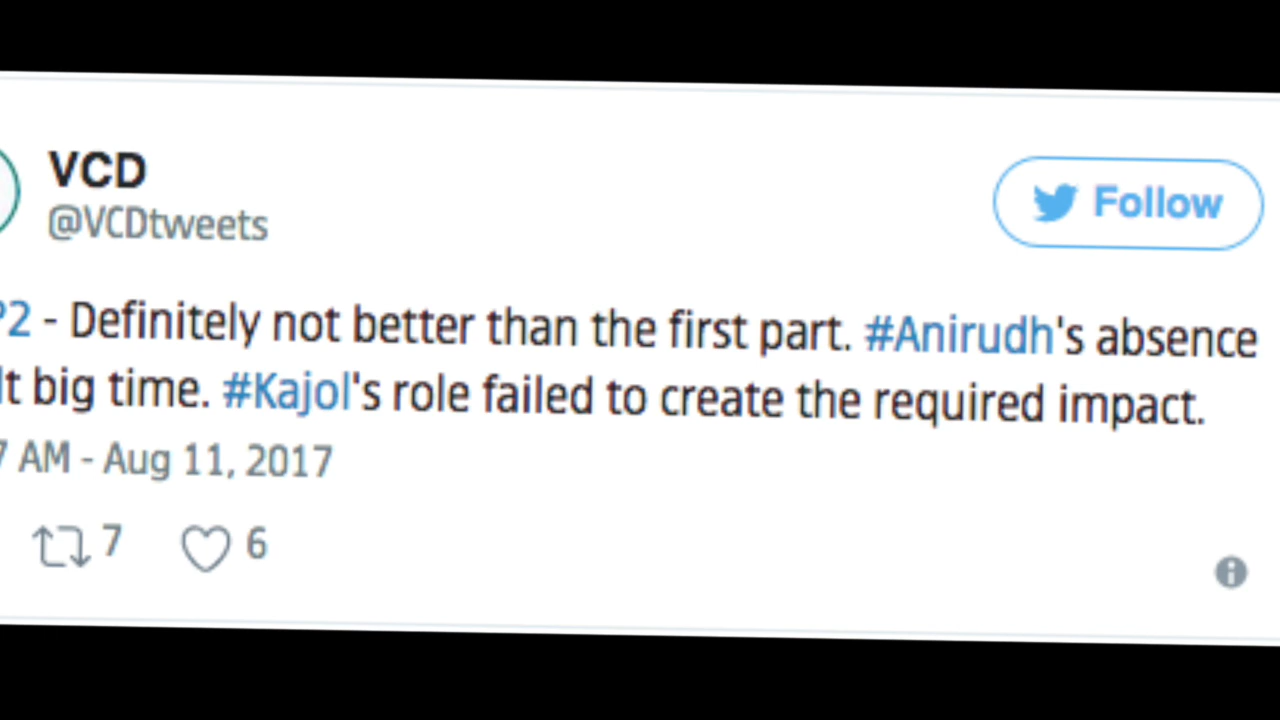 VCD
Follow
@VCDtweets
- Definitely not better than the first part. #Anirudh's absence
big time. #Kajol's role failed to create the required impact.
AM - Aug 11, 2017
7 6